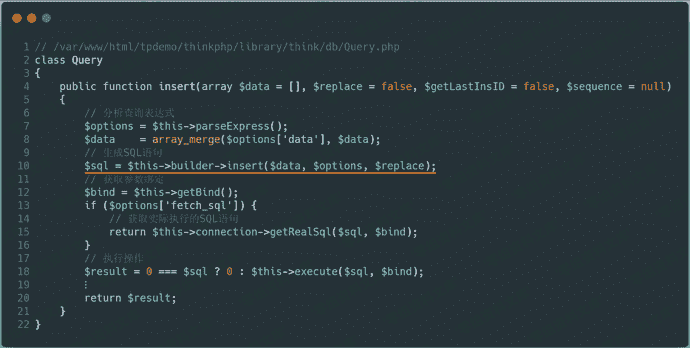 1 // /var/www/html/tpdemo/thinkphp/library/think/db/Query.php
2 class Query
3 {
4 public function insert(array $data = [], $replace = false, $getLastInsID = false, $sequence = null)
5 {
6 // 分析查询表达式
7 $options = $this->parseExpress();
8 $data = array_merge($options['data'], $data);
9 // 生成SQL语句
10 $sql = $this->builder->insert($data, $options, $replace);
11 // 获取参数绑定
12 $bind = $this->getBind();
13 if ($options['fetch_sql']) {
14 // 获取实际执行的SQL语句
15 return $this->connection->getRealSql($sql, $bind);
16 }
17 // 执行操作
18 $result = 0 === $sql ? 0 : $this->execute($sql, $bind);
19 ⋮
20 return $result;
21 }
22 }